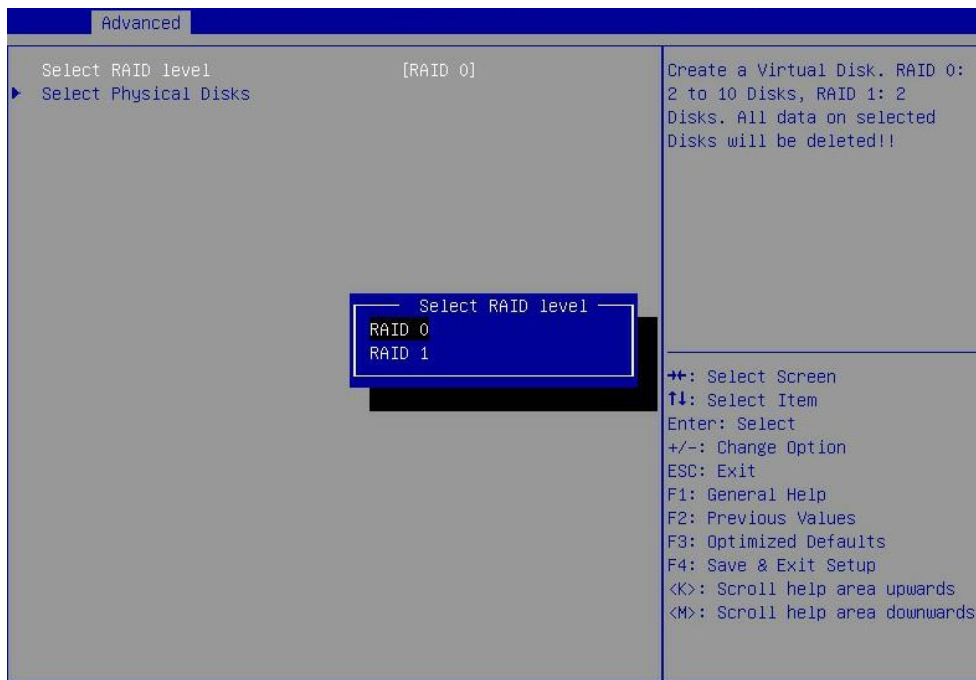 Advanced
Select RAID level [RAID 0]
Select Physical Disks
Create a Virtual Disk. RAID 0:
2 to 10 Disks, RAID 1: 2
Disks. All data on selected
Disks will be deleted!!
Select RAID level
RAID 0
RAID 1
→←: Select Screen
↑↓: Select Item
Enter: Select
+/-: Change Option
ESC: Exit
F1: General Help
F2: Previous Values
F3: Optimized Defaults
F4: Save & Exit Setup
<K>: Scroll help area upwards
<M>: Scroll help area downwards